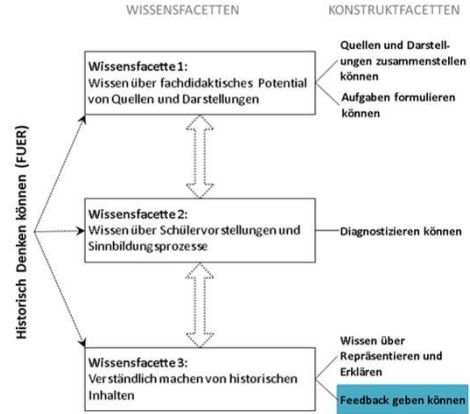 WISSENSFACETTEN
KONSTRUKTFACETTEN
Historisch Denken können (FUER)
Wissensfacette 1:
Wissen über fachdidaktisches Potential
von Quellen und Darstellungen
Quellen und Darstell-
ungen zusammenstellen
können
Aufgaben formulieren
können
Wissensfacette 2:
Wissen über Schülervorstellungen und
Sinnbildungsprozesse
Diagnostizieren können
Wissensfacette 3:
Verständlich machen von historischen
Inhalten
Wissen über
Repräsentieren und
Erklären
Feedback geben können